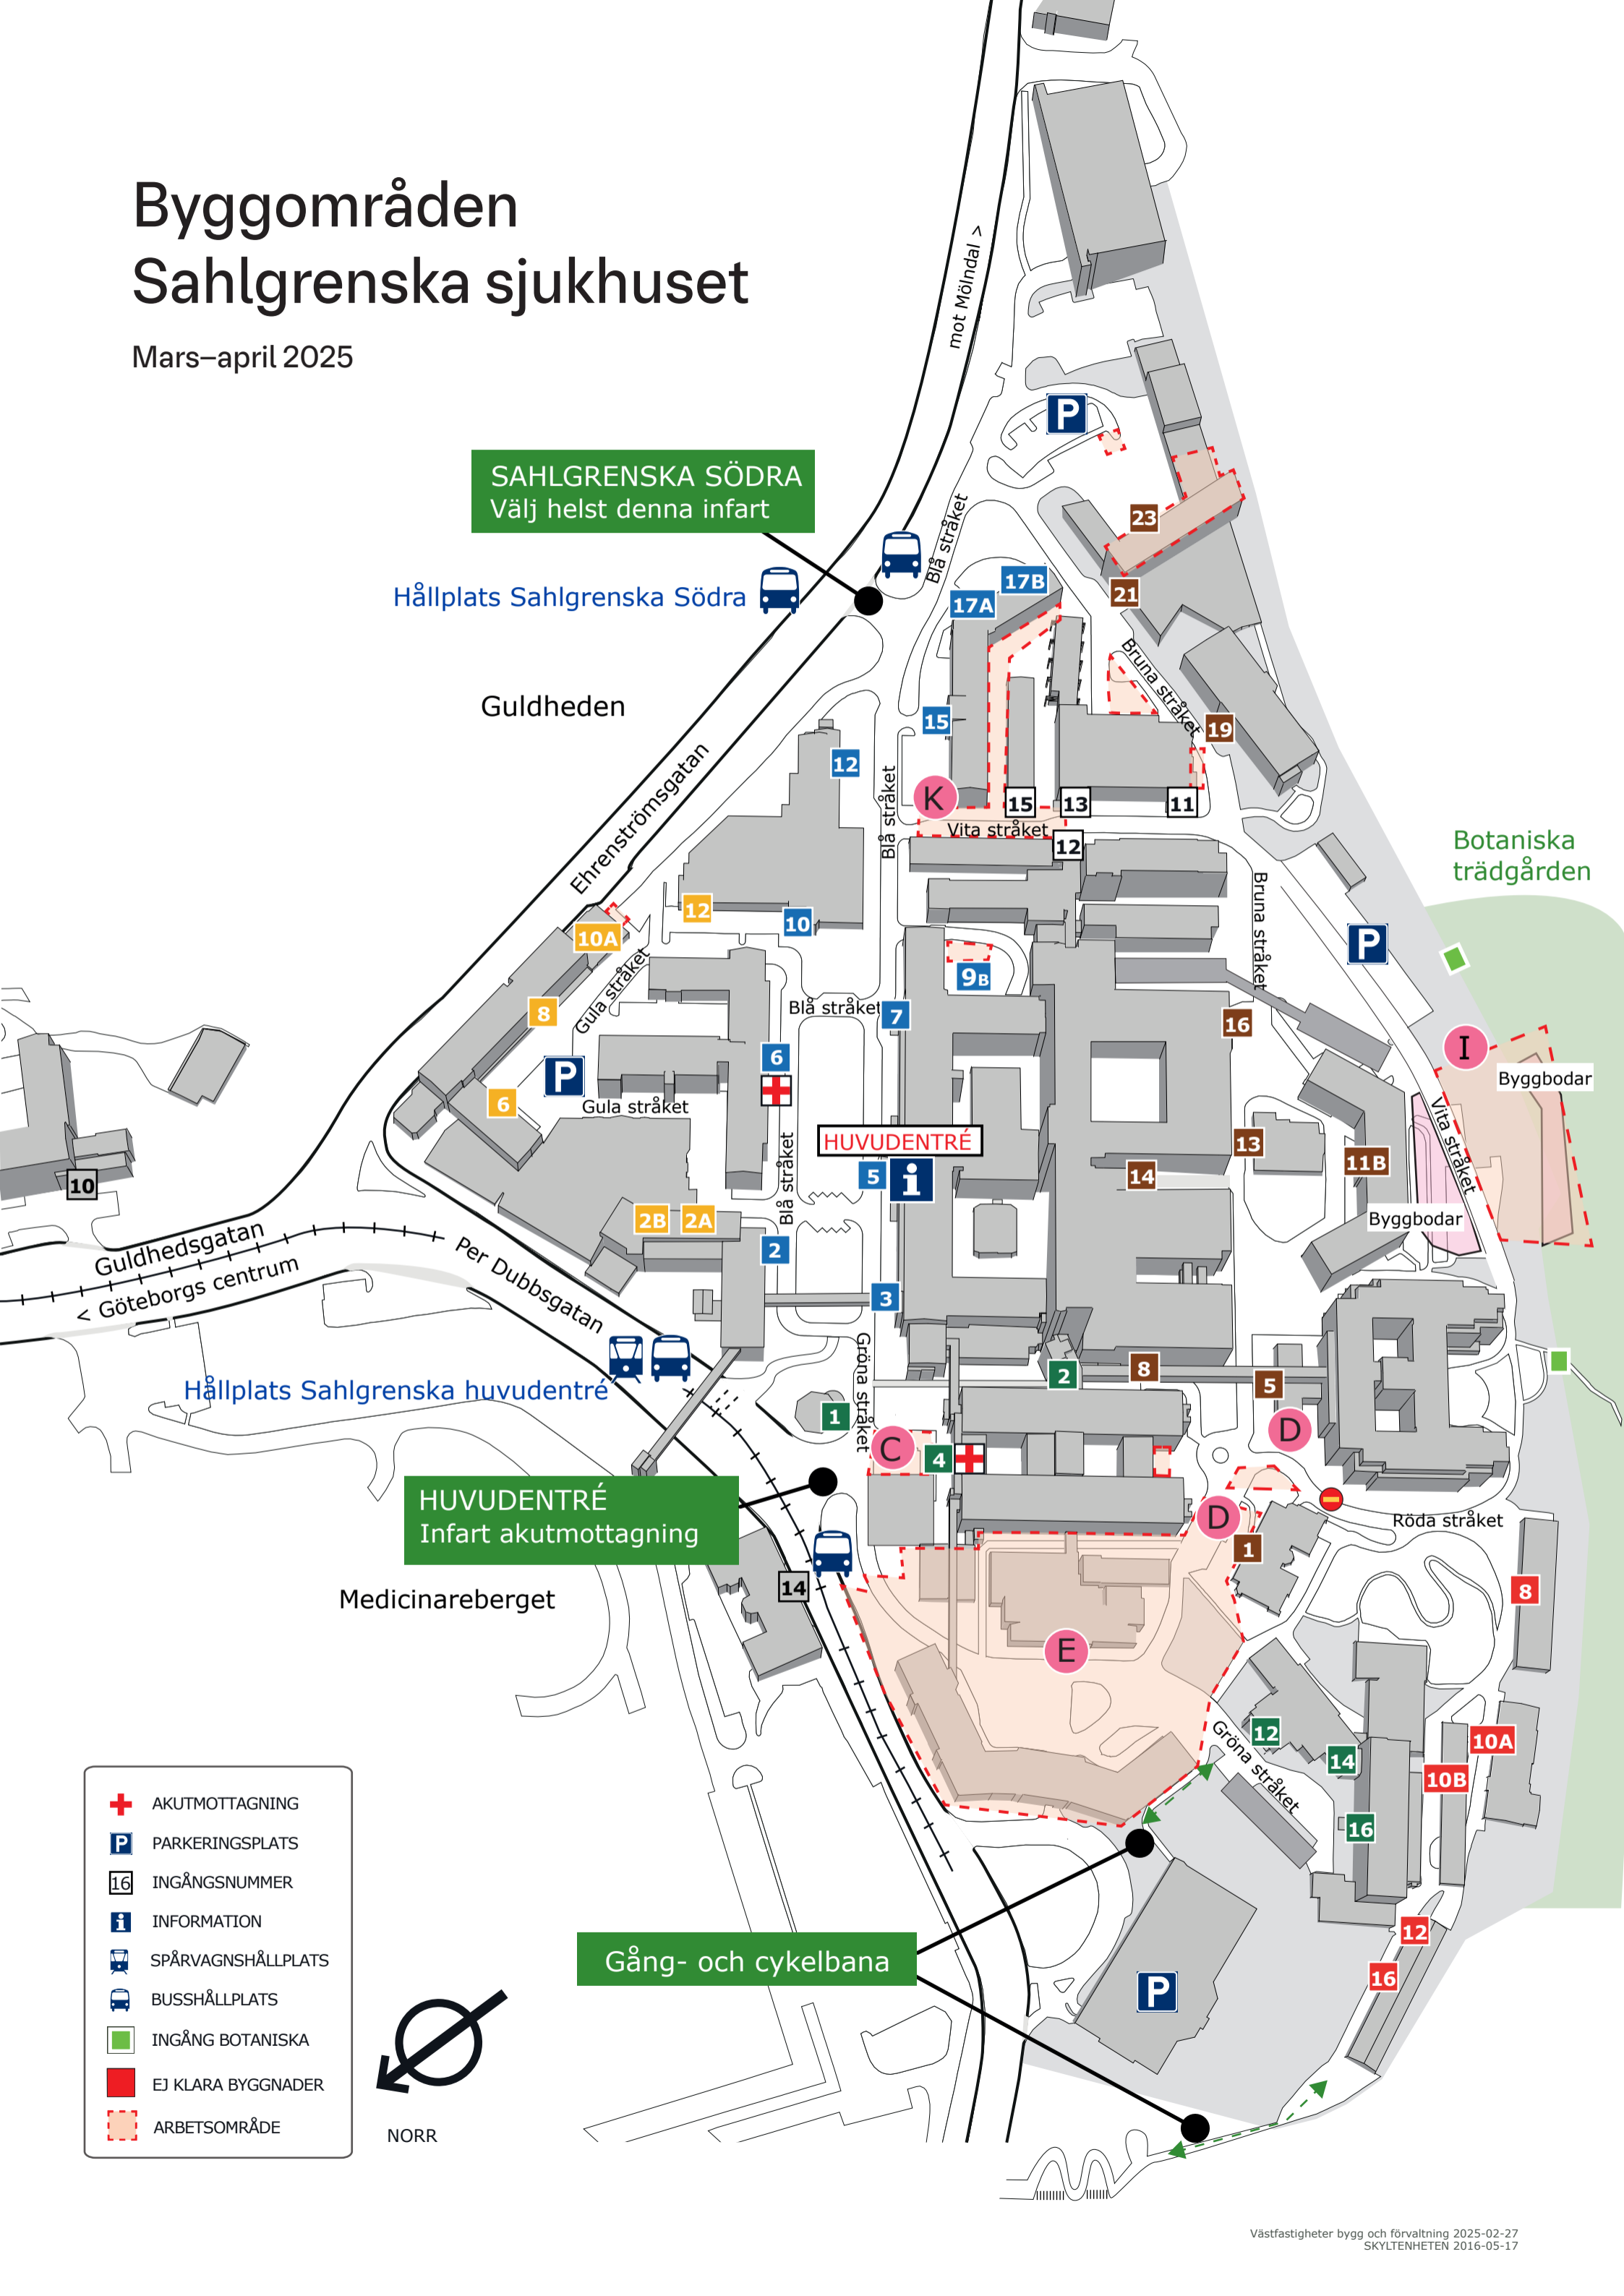 Byggområden
Sahlgrenska sjukhuset
Mars–april 2025
mot Mölndal >
P
SAHLGRENSKA SÖDRA
Välj helst denna infart
Blå stråket
23
Hållplats Sahlgrenska Södra
17B
17A
21
Bruna stråket
Guldheden
15
19
12
Ehrenströmsgatan
Blå stråket
K
15
13
11
Vita stråket
12
Botaniska
trädgården
Bruna stråket
12
10
10A
P
9B
Gula stråket
8
Blå stråket
7
16
I
6
P
Byggbodar
6
Gula stråket
Vita stråket
HUVUDENTRÉ
13
11B
Blå stråket
5
i
14
10
Byggbodar
2B
2A
2
Guldhedsgatan
< Göteborgs centrum
Per Dubbsgatan
3
Gröna stråket
2
8
5
Hållplats Sahlgrenska huvudentré
1
D
C
4
HUVUDENTRÉ
Infart akutmottagning
D
Röda stråket
1
14
8
Medicinareberget
E
Gröna stråket
12
14
10A
10B
16
12
16
Gång- och cykelbana
P
AKUTMOTTAGNING
P
PARKERINGSPLATS
16
INGÅNGSNUMMER
i
INFORMATION
SPÅRVAGNSHÅLLPLATS
BUSSHÅLLPLATS
INGÅNG BOTANISKA
EJ KLARA BYGGNADER
ARBETSOMRÅDE
NORR
Västfastigheter bygg och förvaltning 2025-02-27
SKYLTENHETEN 2016-05-17